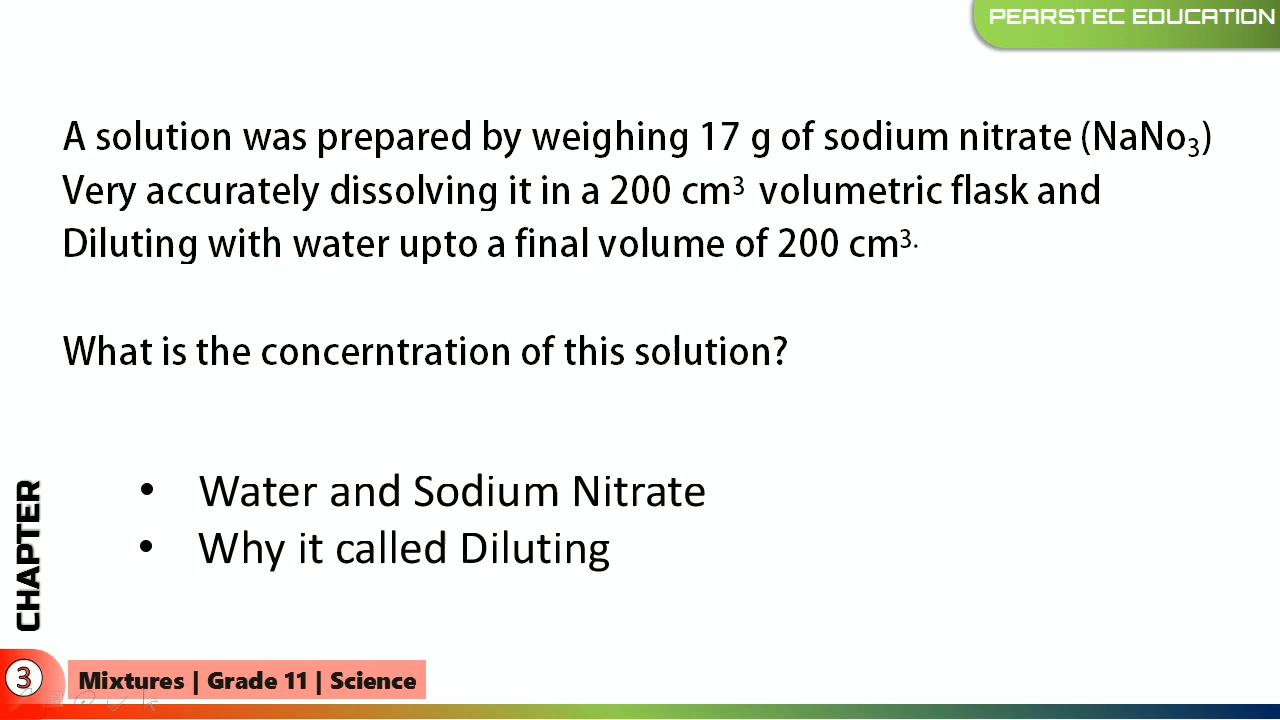 PEARSTEC EDUCATION
A solution was prepared by weighing 17 g of sodium nitrate (NaNo₃)
Very accurately dissolving it in a 200 cm³ volumetric flask and
Diluting with water upto a final volume of 200 cm³·
What is the concerntration of this solution?
• Water and Sodium Nitrate
• Why it called Diluting
CHAPTER
3
Mixtures | Grade 11 | Science